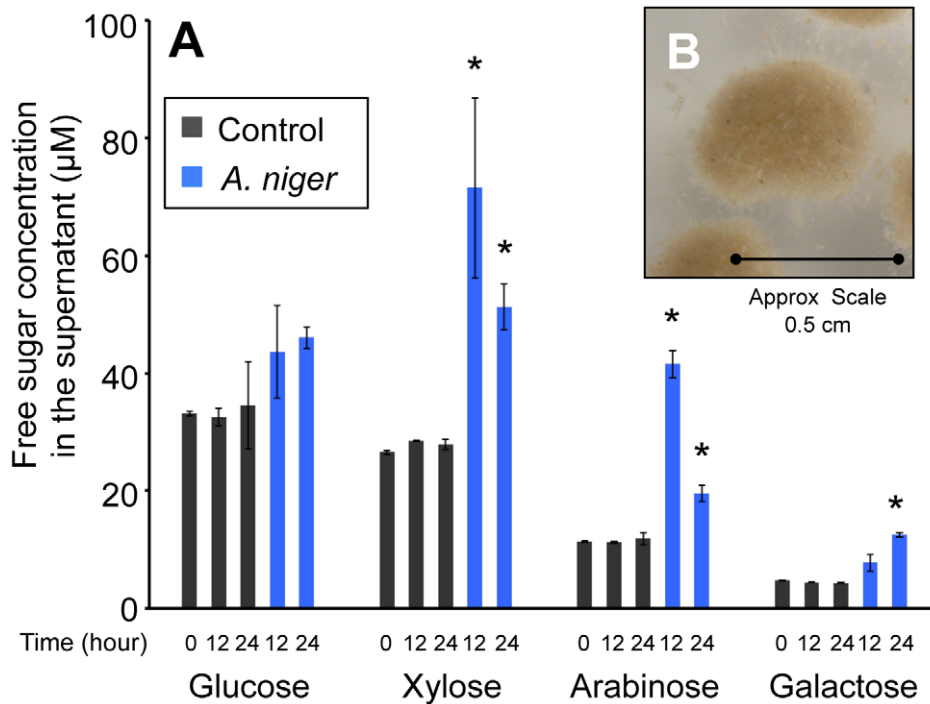 Free sugar concentration
in the supernatant (µM)
100
80
60
40
20
0
A
Control
A. niger
*
*
*
*
*
B
Approx Scale
0.5 cm
Time (hour)
0 12 24 12 24
0 12 24 12 24
0 12 24 12 24
0 12 24 12 24
Glucose
Xylose
Arabinose
Galactose